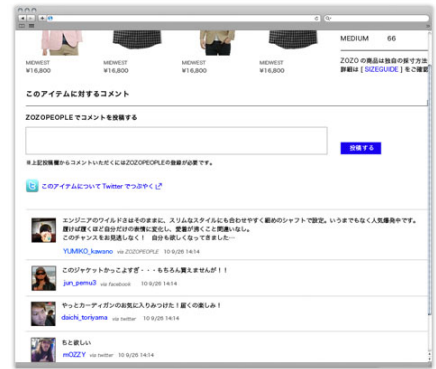 MEDIUM 66
MIDWEST MIDWEST MIDWEST MIDWEST
¥16,800 ¥16,800 ¥16,800 ¥16,800
ZOZO の商品は独自の採寸方法
詳細は [ SIZEGUIDE ] をご確認
このアイテムに対するコメント
ZOZOPEOPLE でコメントを投稿する
投稿する
※上記投稿欄からコメントいただくにはZOZOPEOPLEの登録が必要です。
このアイテムについて Twitter でつぶやく
エンジニアのワイルドさはそのままに、スリムなスタイルにも合わせやすく細めのシャフトで設定。いうまでもなく人気爆発中です。
履けば履くほど自分だけの表情に変化し、愛着が湧くこと間違いなし。
このチャンスをお見逃しなく! 自分も欲しくなってきました…
YUMIKO_kawano via ZOZOPEOPLE 10 9/26 14:14
このジャケットかっこよすぎ・・・もちろん買えませんが!!
jun_pemu3 via facebook 10 9/26 14:14
やっとカーディガンのお気に入りみつけた!届くの楽しみ!
daichi_toriyama via twitter 10 9/26 14:14
ちと欲しい
mOZZY via twitter 10 9/26 14:14